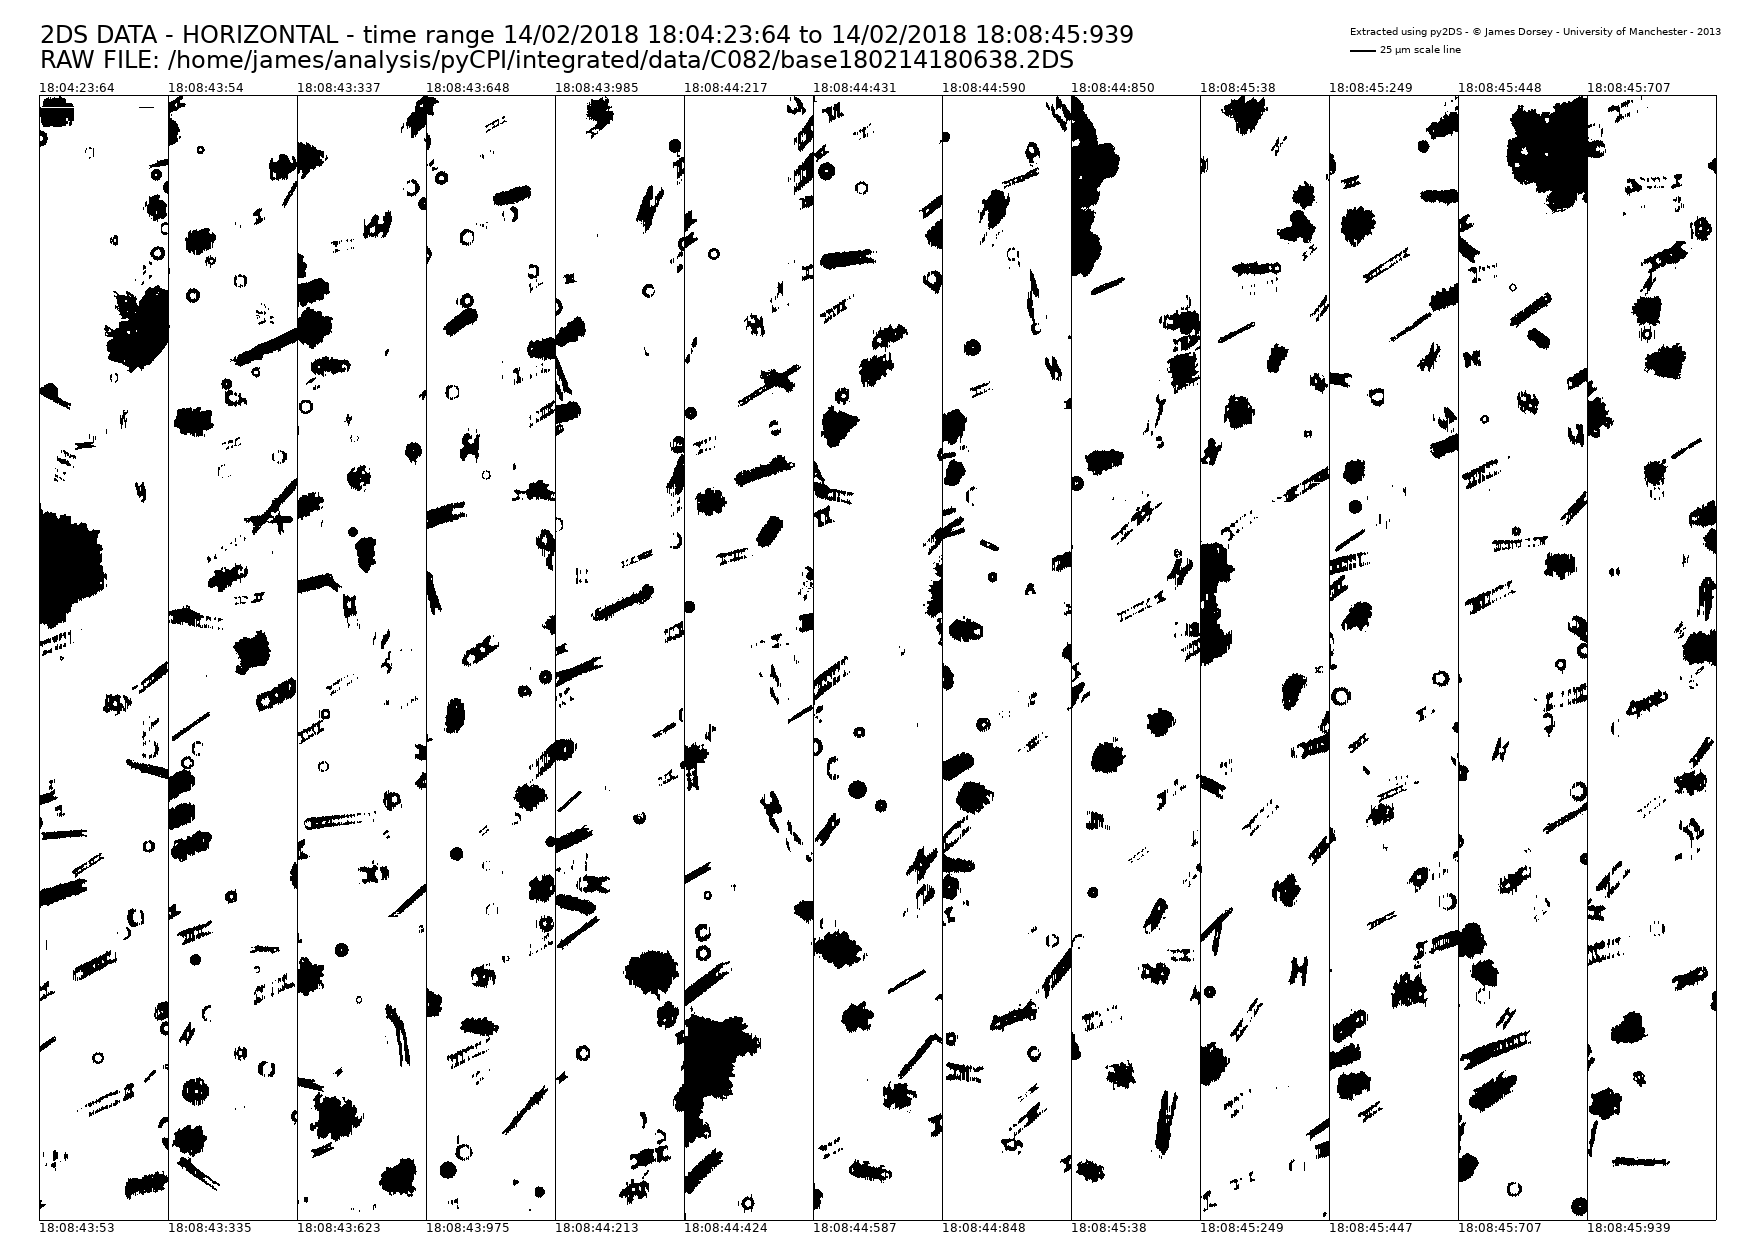 2DS DATA - HORIZONTAL - time range 14/02/2018 18:04:23:64 to 14/02/2018 18:08:45:939
RAW FILE: /home/james/analysis/pyCPI/integrated/data/C082/base180214180638.2DS
Extracted using py2DS - © James Dorsey - University of Manchester - 2013
25 µm scale line
18:04:23:64 18:08:43:54 18:08:43:337 18:08:43:648 18:08:43:985 18:08:44:217 18:08:44:431 18:08:44:590 18:08:44:850 18:08:45:38 18:08:45:249 18:08:45:448 18:08:45:707
18:08:43:53 18:08:43:335 18:08:43:623 18:08:43:975 18:08:44:213 18:08:44:424 18:08:44:587 18:08:44:848 18:08:45:38 18:08:45:249 18:08:45:447 18:08:45:707 18:08:45:939